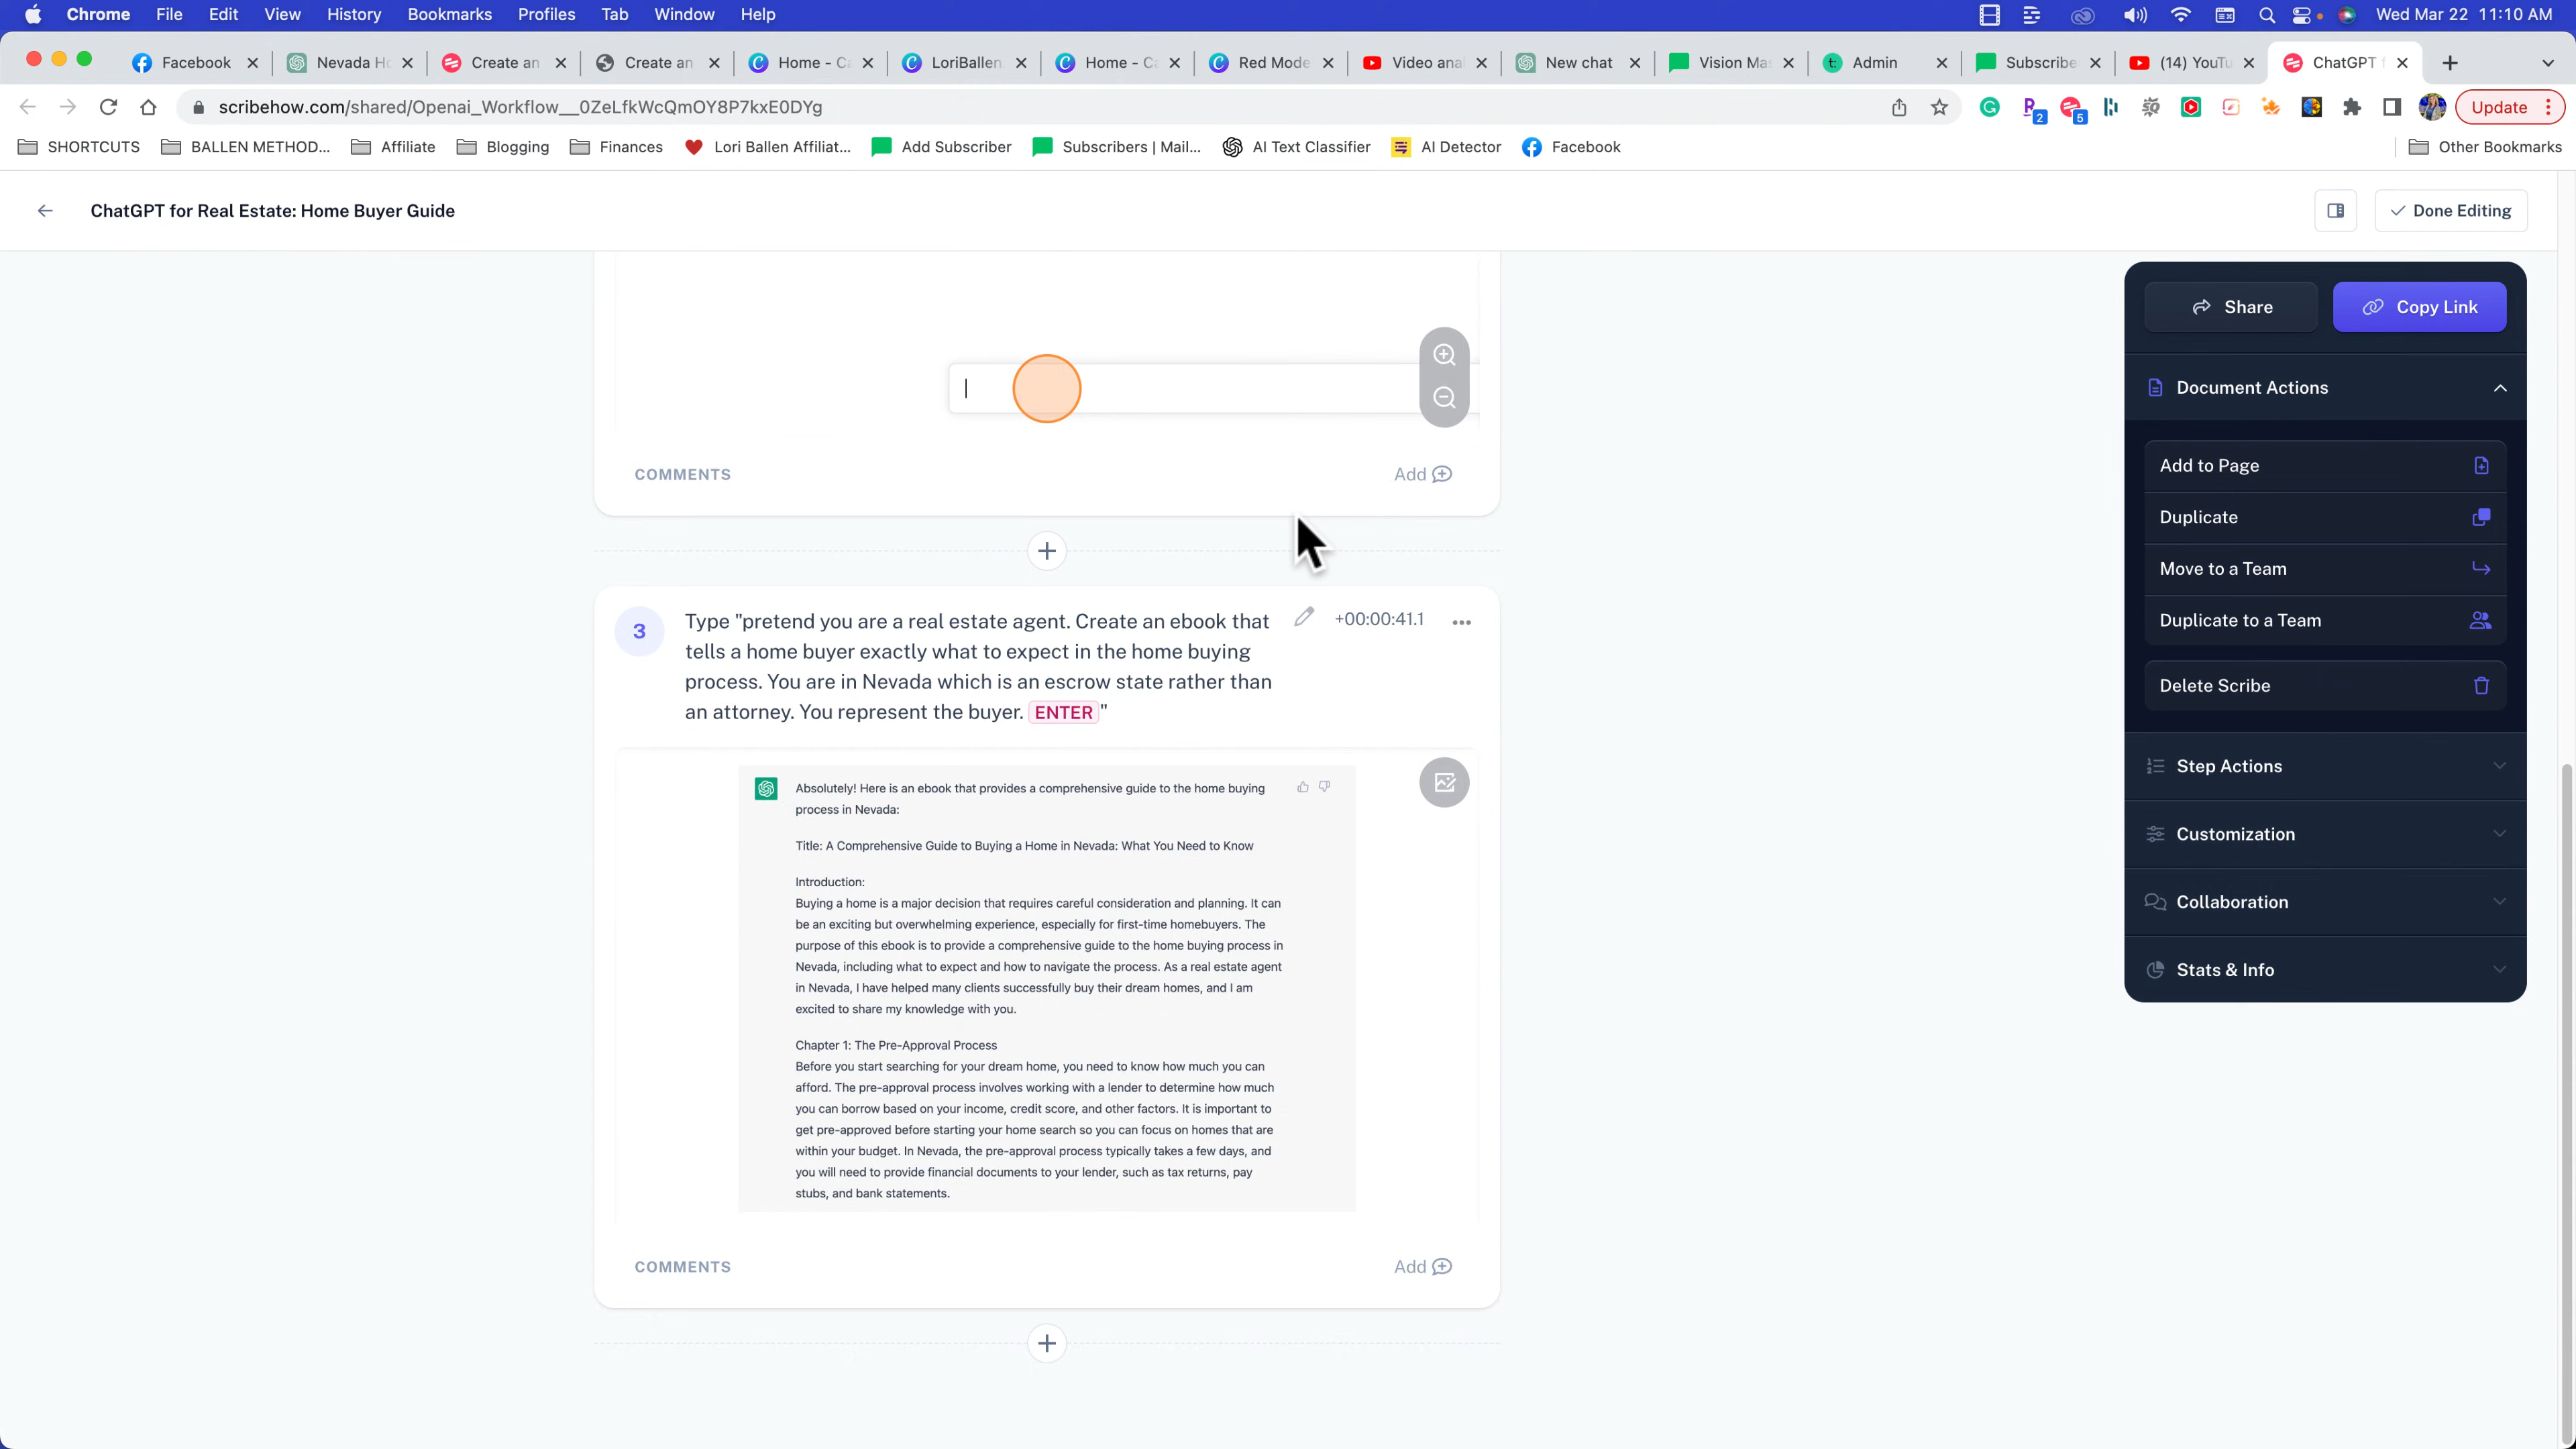 Chrome File Edit View History Bookmarks Profiles Tab Window Help Wed Mar 22 11:10 AM
Facebook Nevada Create an Create an Home - LoriBallen Home - Red Mode Video anal New chat Vision Admin Subscribe (14) YouTu ChatGPT
scribehow.com/shared/Openai_Workflow__0ZeLfkWcQmOY8P7kxE0DYg 2 5 Update
SHORTCUTS BALLEN METHOD... Affiliate Blogging Finances Lori Ballen Affiliat... Add Subscriber Subscribers | Mail... AI Text Classifier AI Detector Facebook Other Bookmarks
ChatGPT for Real Estate: Home Buyer Guide Done Editing
COMMENTS Add
3
Type "pretend you are a real estate agent. Create an ebook that
tells a home buyer exactly what to expect in the home buying
process. You are in Nevada which is an escrow state rather than
an attorney. You represent the buyer. ENTER"
+00:00:41.1
Absolutely! Here is an ebook that provides a comprehensive guide to the home buying
process in Nevada:
Title: A Comprehensive Guide to Buying a Home in Nevada: What You Need to Know
Introduction:
Buying a home is a major decision that requires careful consideration and planning. It can
be an exciting but overwhelming experience, especially for first-time homebuyers. The
purpose of this ebook is to provide a comprehensive guide to the home buying process in
Nevada, including what to expect and how to navigate the process. As a real estate agent
in Nevada, I have helped many clients successfully buy their dream homes, and I am
excited to share my knowledge with you.
Chapter 1: The Pre-Approval Process
Before you start searching for your dream home, you need to know how much you can
afford. The pre-approval process involves working with a lender to determine how much
you can borrow based on your income, credit score, and other factors. It is important to
get pre-approved before starting your home search so you can focus on homes that are
within your budget. In Nevada, the pre-approval process typically takes a few days, and
you will need to provide financial documents to your lender, such as tax returns, pay
stubs, and bank statements.
COMMENTS Add
Share Copy Link
Document Actions
Add to Page
Duplicate
Move to a Team
Duplicate to a Team
Delete Scribe
Step Actions
Customization
Collaboration
Stats & Info